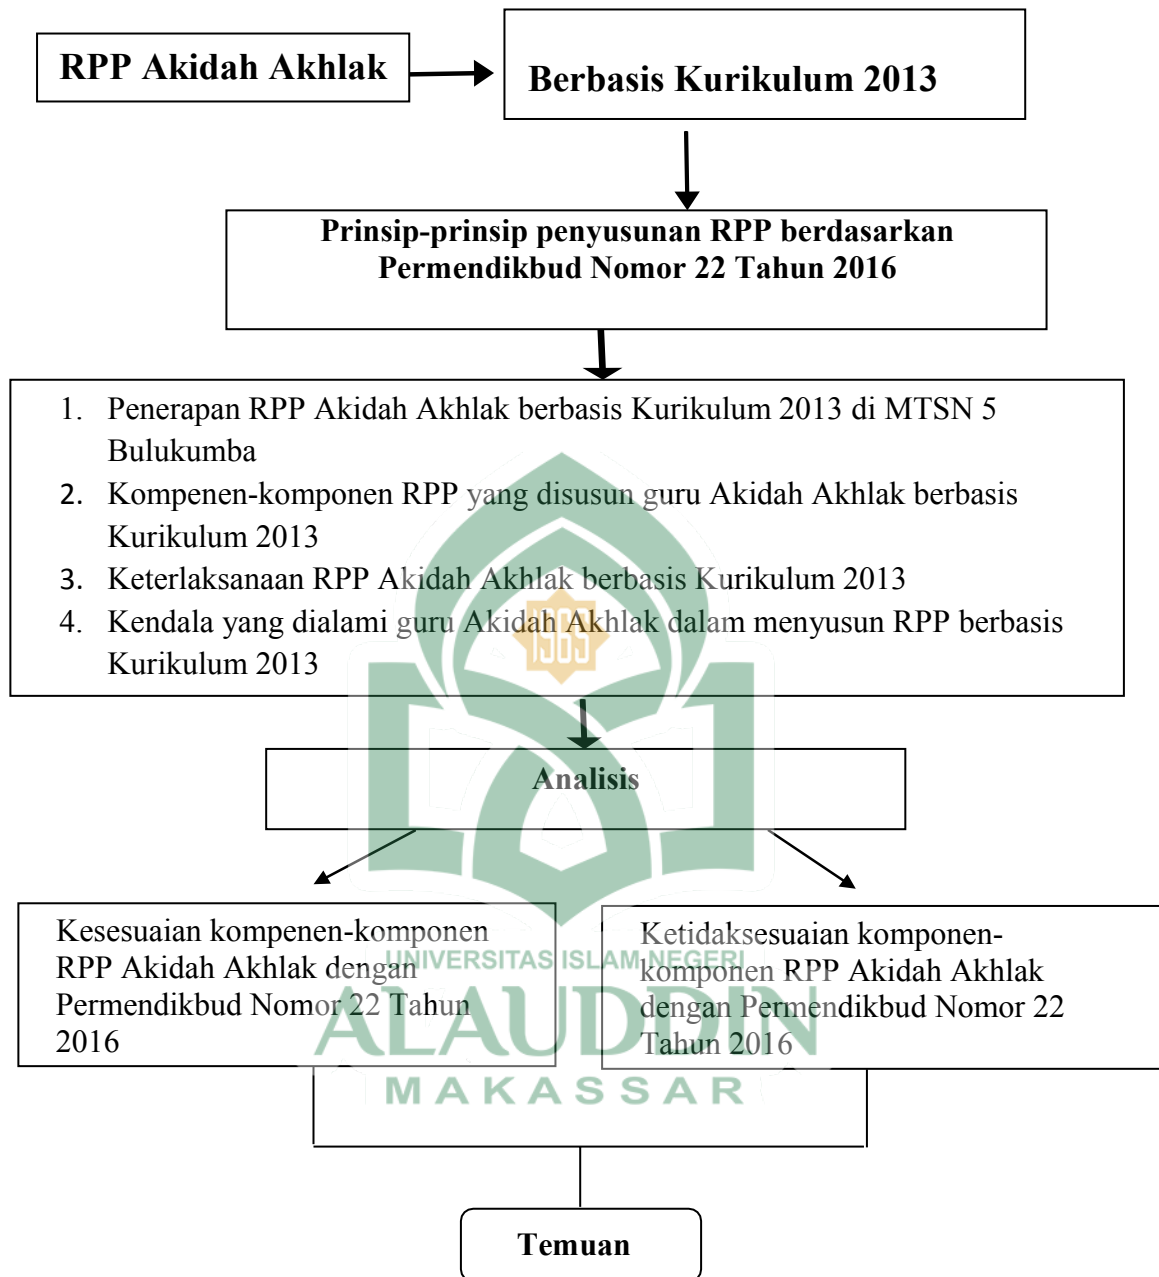 RPP Akidah Akhlak
Berbasis Kurikulum 2013
Prinsip-prinsip penyusunan RPP berdasarkan
Permendikbud Nomor 22 Tahun 2016
1. Penerapan RPP Akidah Akhlak berbasis Kurikulum 2013 di MTSN 5
Bulukumba
2. Kompenen-komponen RPP yang disusun guru Akidah Akhlak berbasis
Kurikulum 2013
3. Keterlaksanaan RPP Akidah Akhlak berbasis Kurikulum 2013
4. Kendala yang dialami guru Akidah Akhlak dalam menyusun RPP berbasis
Kurikulum 2013
1965
Analisis
Kesesuaian kompenen-komponen
RPP Akidah Akhlak dengan
Permendikbud Nomor 22 Tahun
2016
Ketidaksesuaian komponen-
komponen RPP Akidah Akhlak
dengan Permendikbud Nomor 22
Tahun 2016
UNIVERSITAS ISLAM NEGERI
ALAUDDIN
MAKASSAR
Temuan